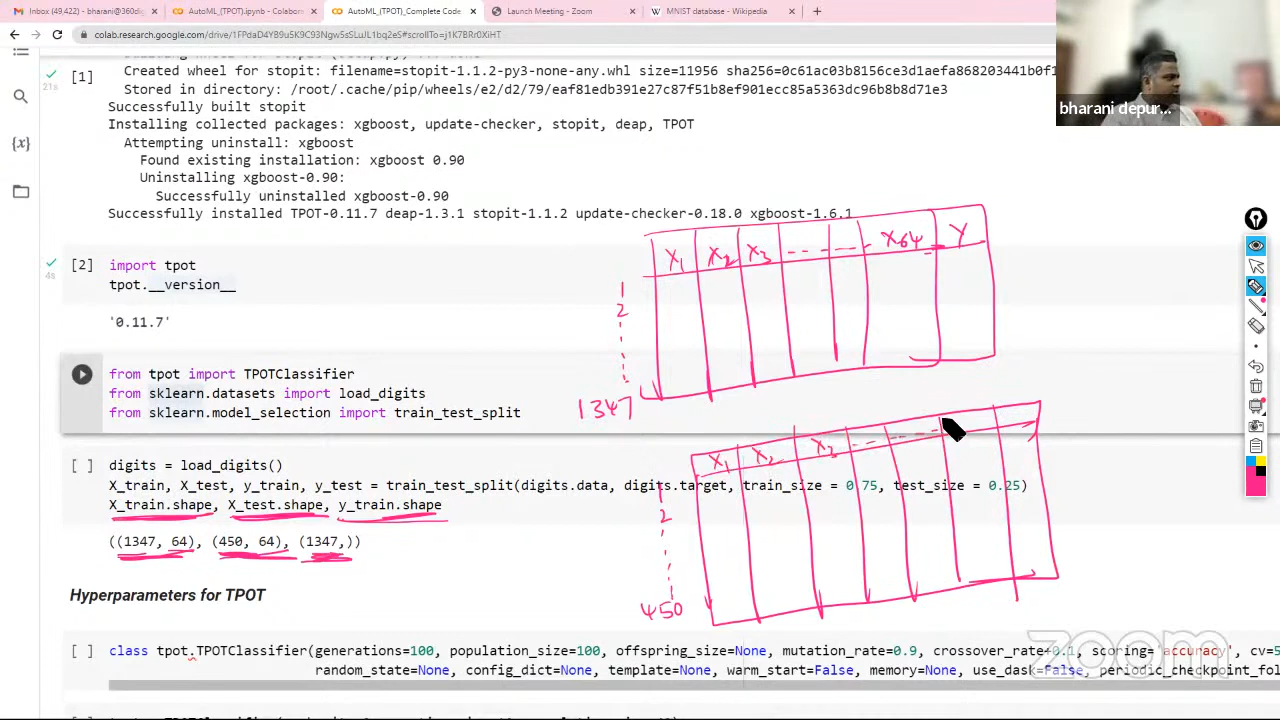 Inbox (49,422) - bharani@360dig
AutoML_(TPOT).ipynb - Colabora
AutoML_(TPOT)_Complete Code
Launch Meeting - Zoom
MNIST database - Wikipedia
colab.research.google.com/drive/1FPdaD4YB9u5K9C93Ngw5sSLuJL1bq2eS#scrollTo=j1K7BR0XiHGT
bharani depur...
[1]
21s
Created wheel for stopit: filename=stopit-1.1.2-py3-none-any.whl size=11956 sha256=0c61ac03b8156ce3d1aefa868203441b0f1
Stored in directory: /root/.cache/pip/wheels/e2/d2/79/eaf81edb391e27c87f51b8ef901ecc85a5363dc96b8b8d71e3
Successfully built stopit
Installing collected packages: xgboost, update-checker, stopit, deap, TPOT
Attempting uninstall: xgboost
Found existing installation: xgboost 0.90
Uninstalling xgboost-0.90:
Successfully uninstalled xgboost-0.90
Successfully installed TPOT-0.11.7 deap-1.3.1 stopit-1.1.2 update-checker-0.18.0 xgboost-1.6.1
X1 X2 X3 X64 Y
1
2
1347
[2]
4s
import tpot
tpot.__version__
'0.11.7'
from tpot import TPOTClassifier
from sklearn.datasets import load_digits
from sklearn.model_selection import train_test_split
X1 X2 X3
1
2
450
[ ] digits = load_digits()
X_train, X_test, y_train, y_test = train_test_split(digits.data, digits.target, train_size = 0.75, test_size = 0.25)
X_train.shape, X_test.shape, y_train.shape
((1347, 64), (450, 64), (1347,))
Hyperparameters for TPOT
[ ] class tpot.TPOTClassifier(generations=100, population_size=100, offspring_size=None, mutation_rate=0.9, crossover_rate=0.1, scoring='accuracy', cv=5
random_state=None, config_dict=None, template=None, warm_start=False, memory=None, use_dask=False, periodic_checkpoint_fol
zoom